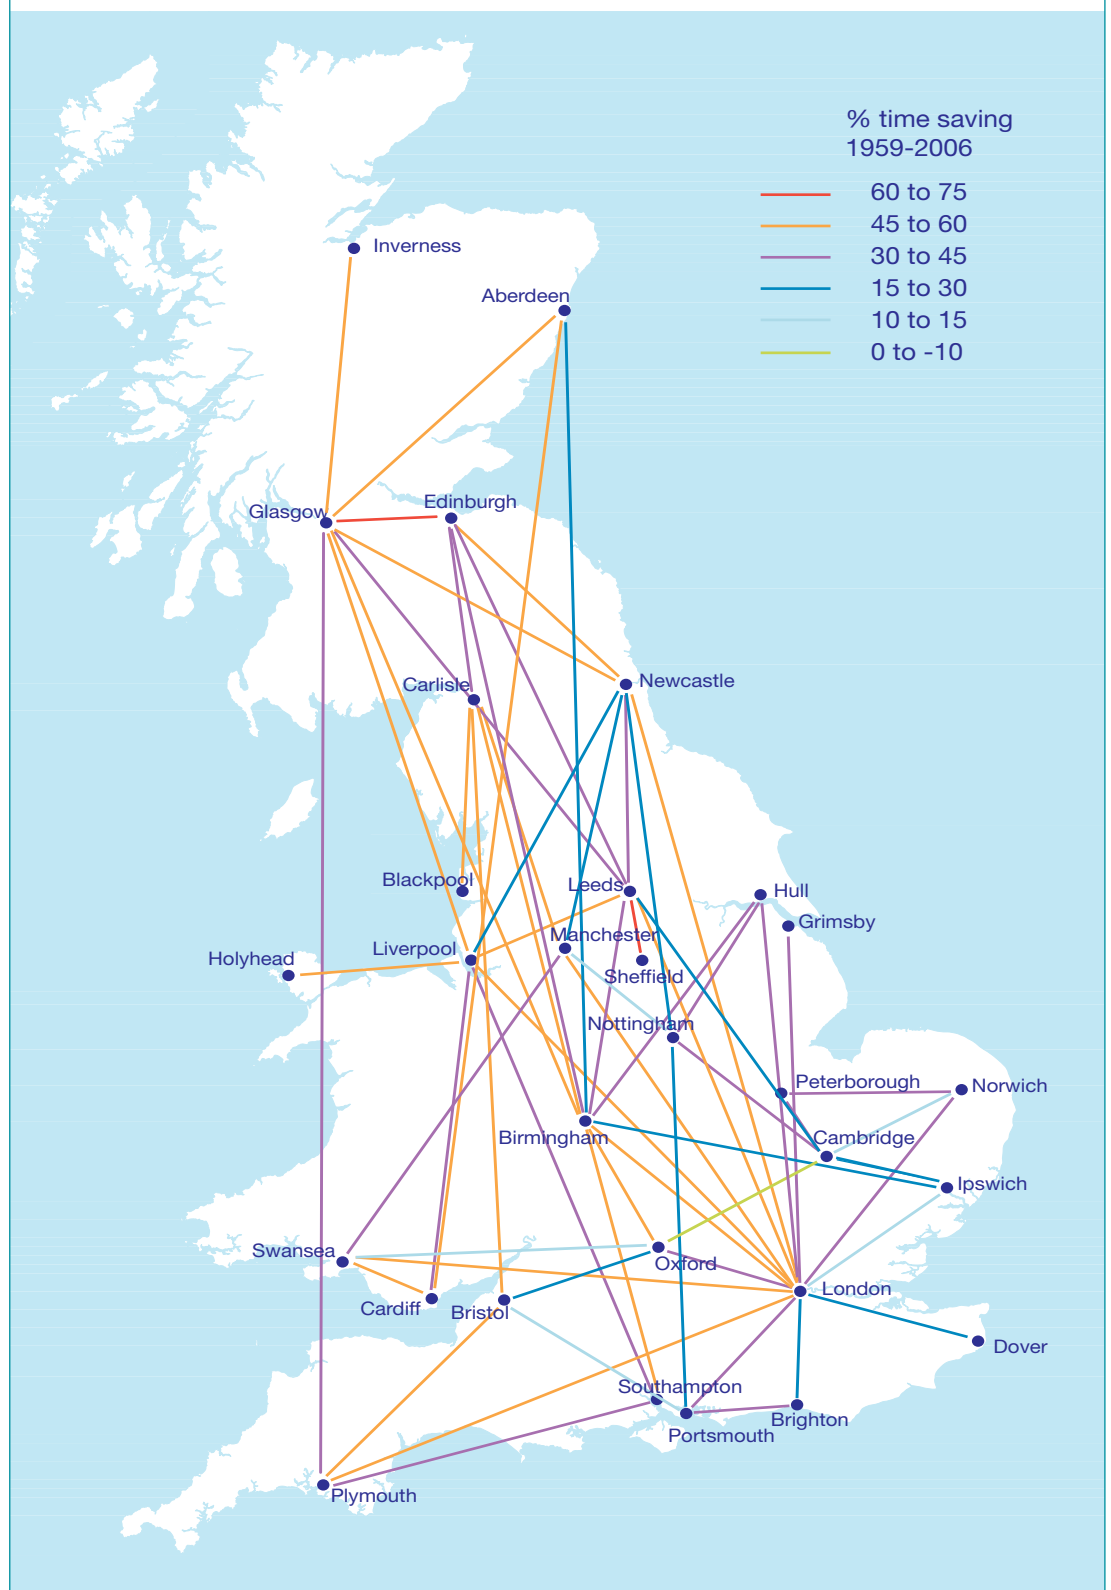 % time saving
1959-2006
60 to 75
45 to 60
30 to 45
15 to 30
10 to 15
0 to -10
Inverness
Aberdeen
Edinburgh
Glasgow
Newcastle
Carlisle
Blackpool
Leeds
Hull
Grimsby
Manchester
Liverpool
Holyhead
Sheffield
Nottingham
Peterborough
Norwich
Birmingham
Cambridge
Ipswich
Swansea
Oxford
London
Cardiff
Bristol
Dover
Southampton
Brighton
Portsmouth
Plymouth